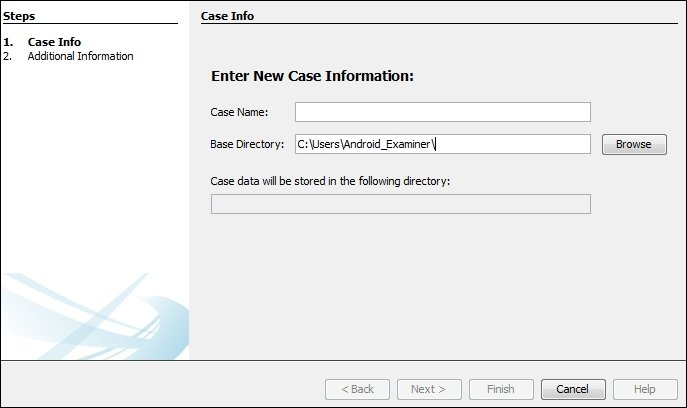 Steps
1. Case Info
2. Additional Information
Case Info
Enter New Case Information:
Case Name:
Base Directory: C:\Users\Android_Examiner\ Browse
Case data will be stored in the following directory:
< Back Next > Finish Cancel Help